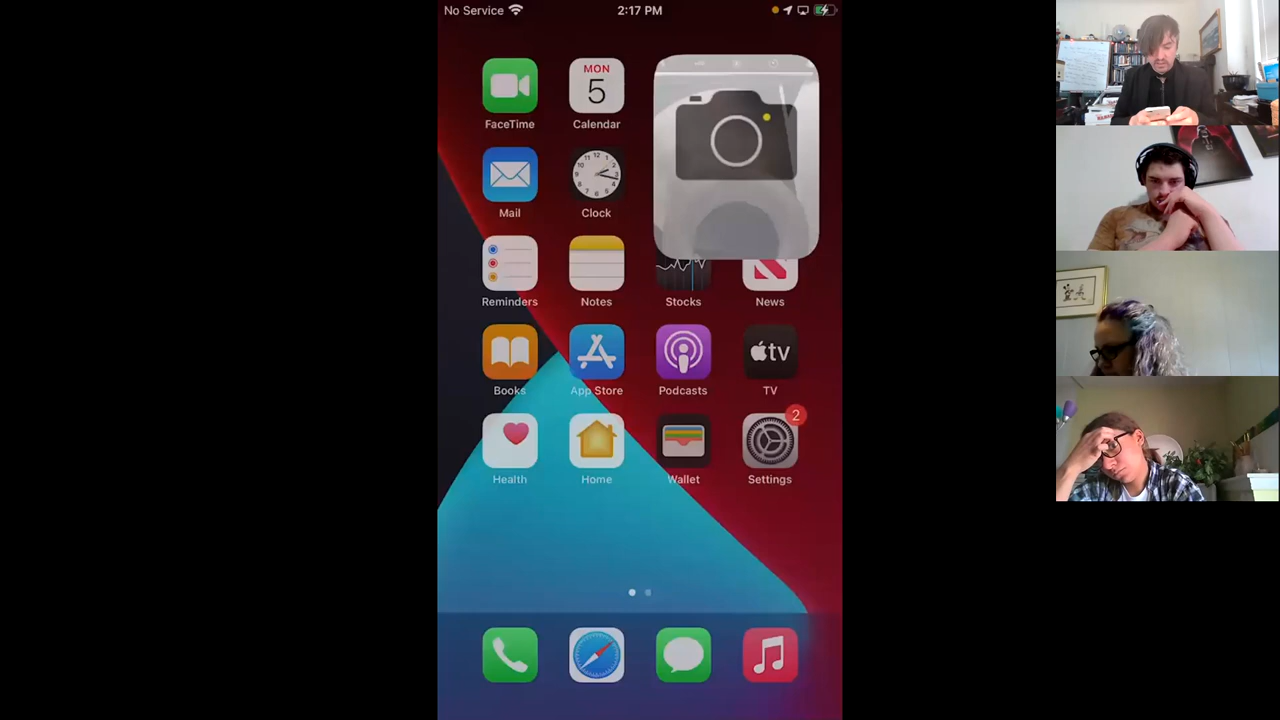 No Service
2:17 PM
MON
5
FaceTime
Calendar
Mail
Clock
Reminders
Notes
Stocks
News
Books
App Store
Podcasts
tv
TV
2
Health
Home
Wallet
Settings